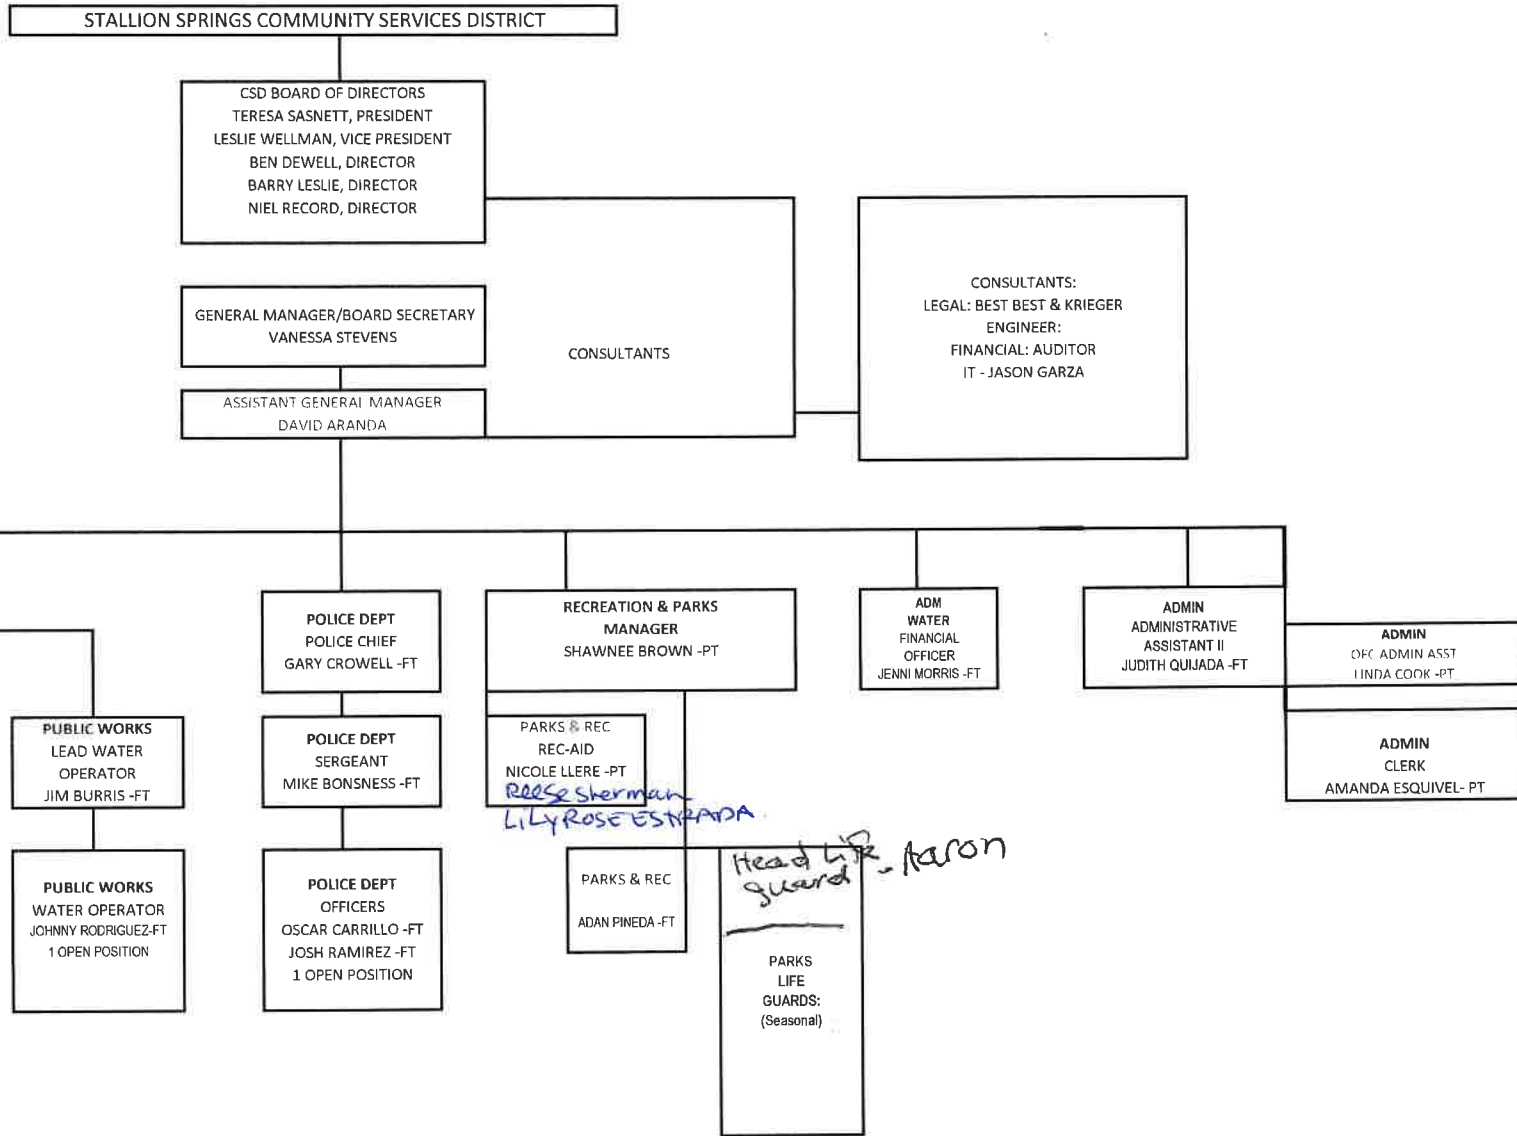 STALLION SPRINGS COMMUNITY SERVICES DISTRICT
CSD BOARD OF DIRECTORS
TERESA SASNETT, PRESIDENT
LESLIE WELLMAN, VICE PRESIDENT
BEN DEWELL, DIRECTOR
BARRY LESLIE, DIRECTOR
NIEL RECORD, DIRECTOR
GENERAL MANAGER/BOARD SECRETARY
VANESSA STEVENS
ASSISTANT GENERAL MANAGER
DAVID ARANDA
CONSULTANTS
CONSULTANTS:
LEGAL: BEST BEST & KRIEGER
ENGINEER:
FINANCIAL: AUDITOR
IT - JASON GARZA
PUBLIC WORKS
LEAD WATER
OPERATOR
JIM BURRIS -FT
PUBLIC WORKS
WATER OPERATOR
JOHNNY RODRIGUEZ-FT
1 OPEN POSITION
POLICE DEPT
POLICE CHIEF
GARY CROWELL -FT
POLICE DEPT
SERGEANT
MIKE BONSNESS -FT
POLICE DEPT
OFFICERS
OSCAR CARRILLO -FT
JOSH RAMIREZ -FT
1 OPEN POSITION
RECREATION & PARKS
MANAGER
SHAWNEE BROWN -PT
PARKS & REC
REC-AID
NICOLE LLERE -PT
Reese Sherman
LiLyROSE ESTRADA
PARKS & REC
ADAN PINEDA -FT
Head Life
guard - Aaron
PARKS
LIFE
GUARDS:
(Seasonal)
ADM
WATER
FINANCIAL
OFFICER
JENNI MORRIS -FT
ADMIN
ADMINISTRATIVE
ASSISTANT II
JUDITH QUIJADA -FT
ADMIN
OFC ADMIN ASST
LINDA COOK -PT
ADMIN
CLERK
AMANDA ESQUIVEL- PT